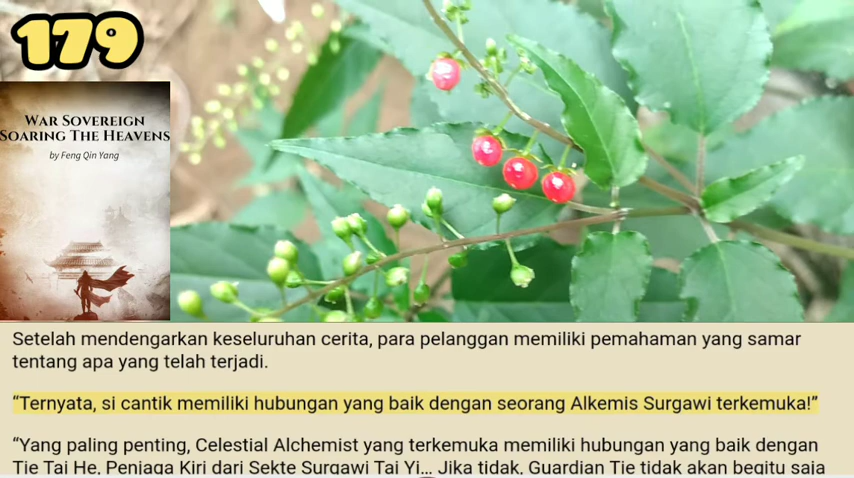 179
WAR SOVEREIGN
SOARING THE HEAVENS
by Feng Qin Yang
Setelah mendengarkan keseluruhan cerita, para pelanggan memiliki pemahaman yang samar
tentang apa yang telah terjadi.
“Ternyata, si cantik memiliki hubungan yang baik dengan seorang Alkemis Surgawi terkemuka!”
“Yang paling penting, Celestial Alchemist yang terkemuka memiliki hubungan yang baik dengan
Tie Tai He, Penjaga Kiri dari Sekte Surgawi Tai Yi... Jika tidak, Guardian Tie tidak akan begitu saja